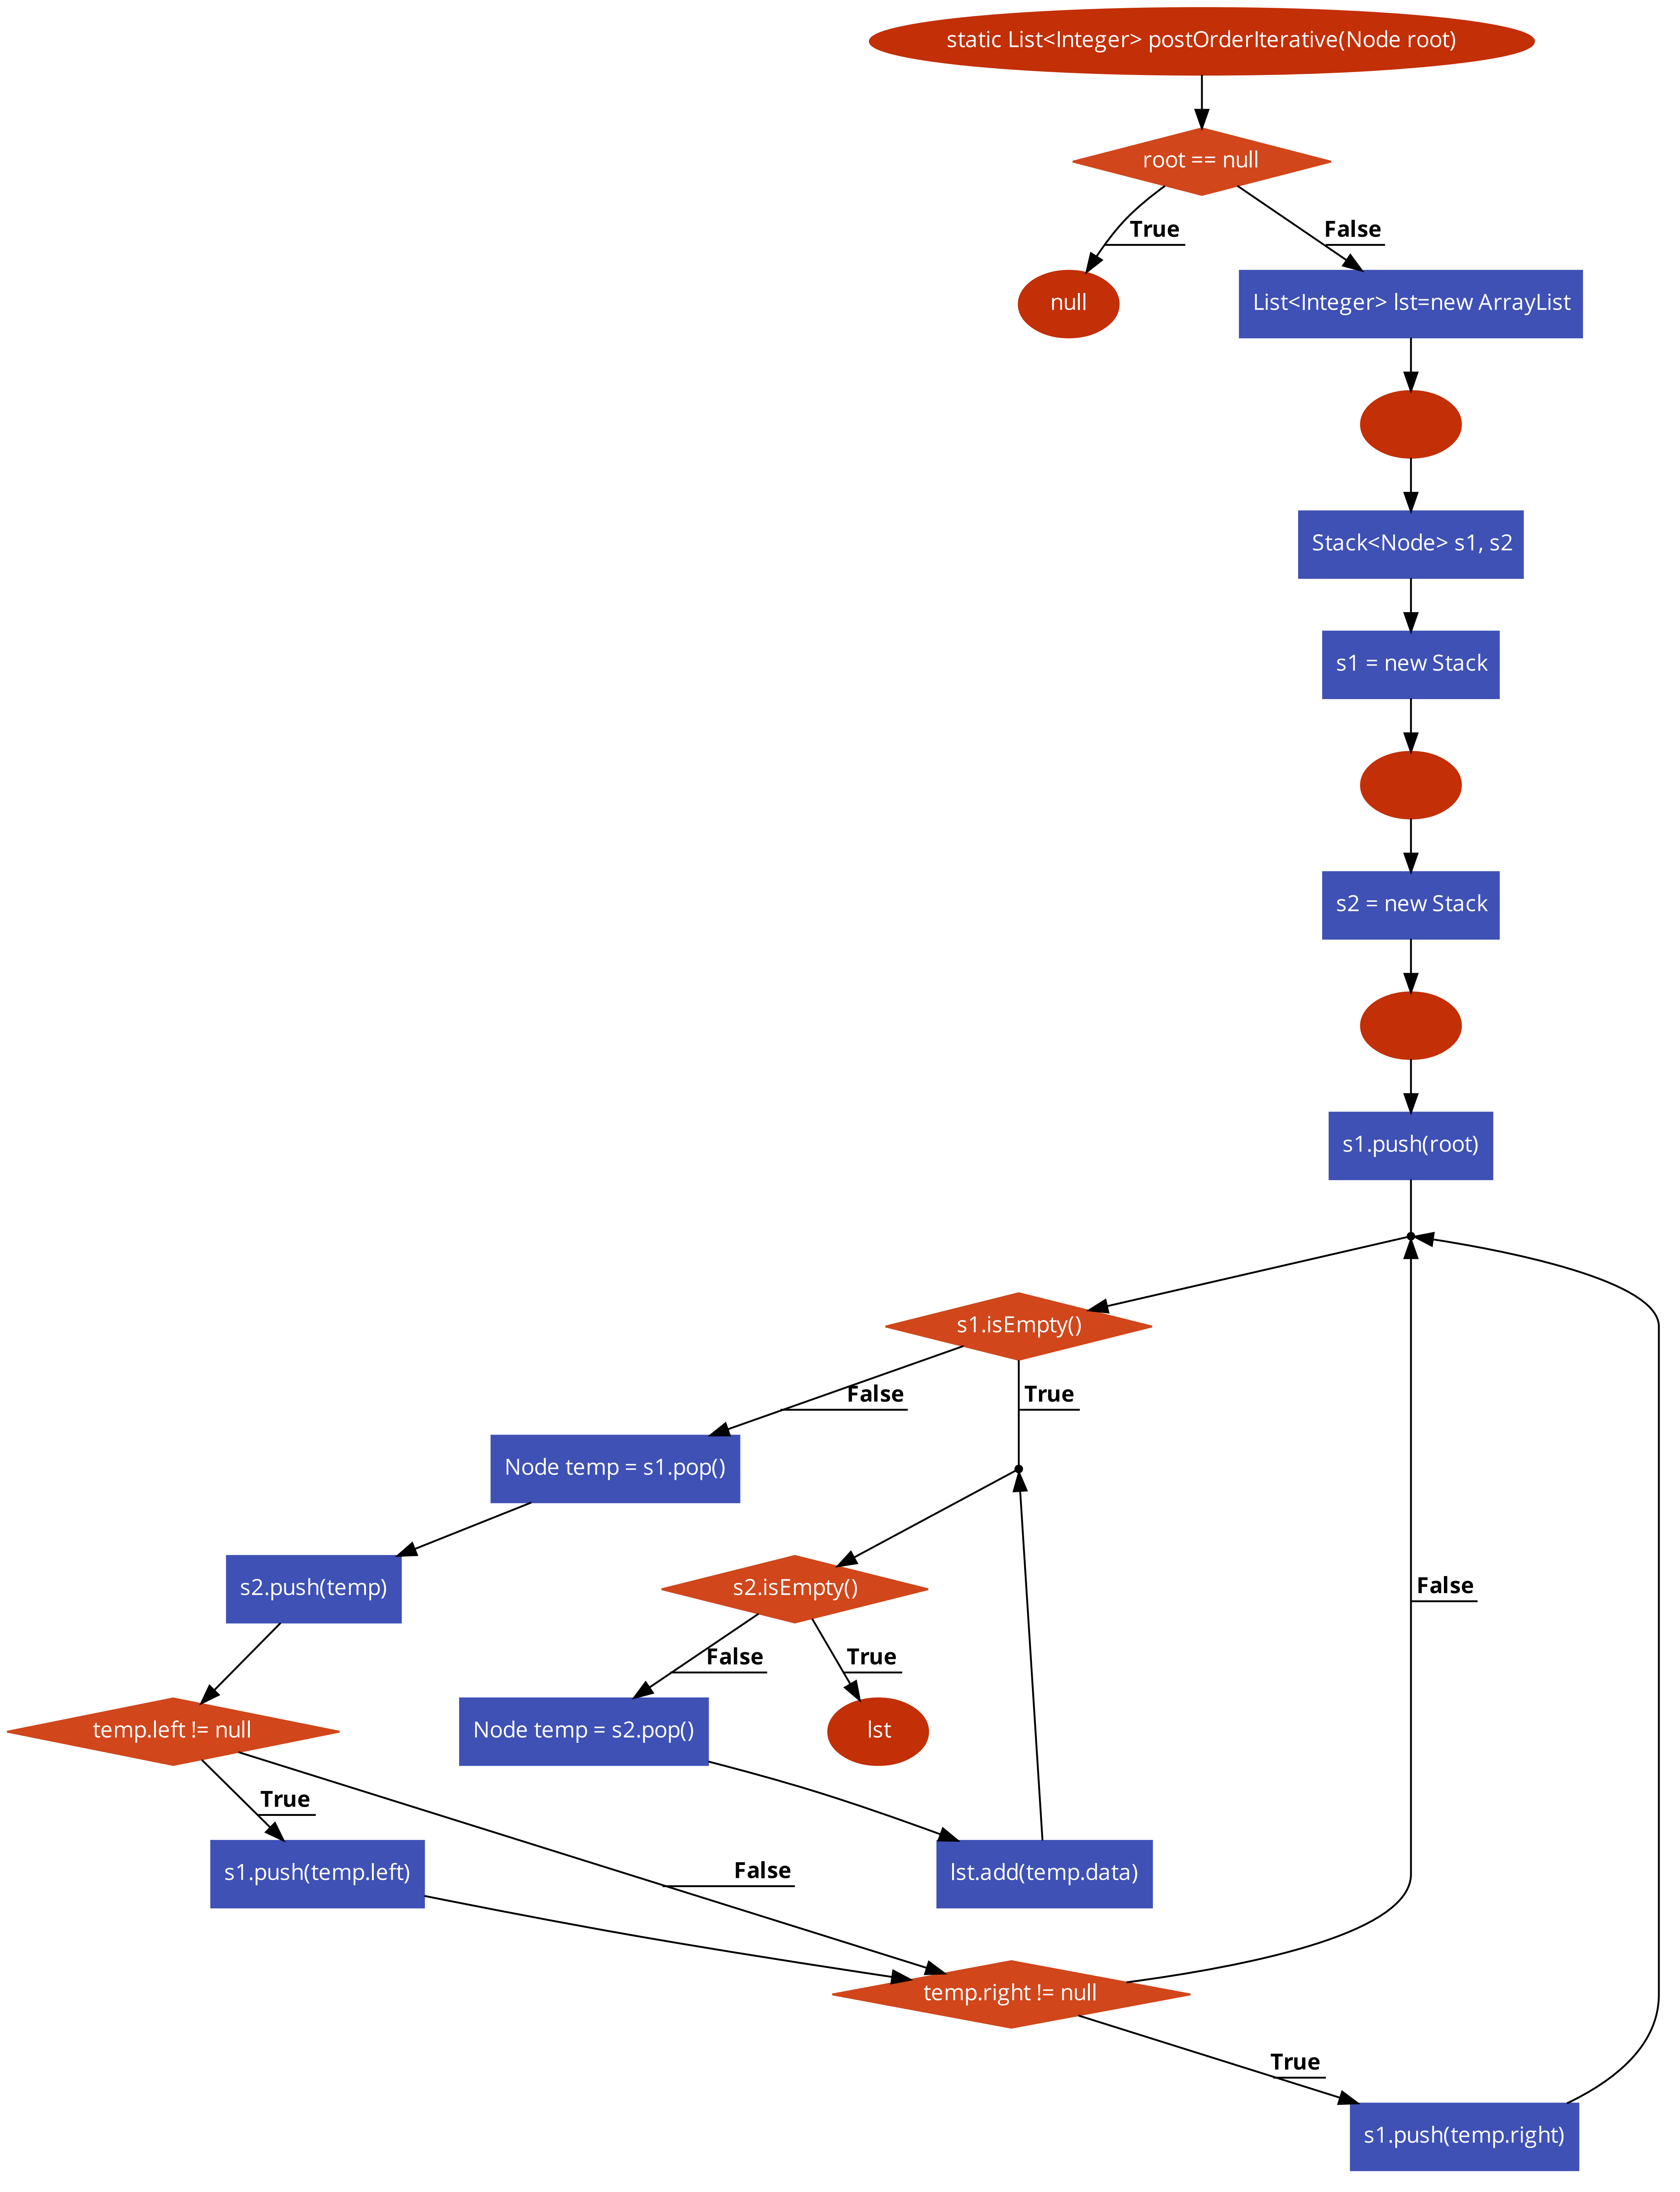 static List<Integer> postOrderIterative(Node root)
root == null
True
False
null
List<Integer> lst=new ArrayList
Stack<Node> s1, s2
s1 = new Stack
s2 = new Stack
s1.push(root)
s1.isEmpty()
False
True
Node temp = s1.pop()
s2.push(temp)
s2.isEmpty()
False
False
True
temp.left != null
Node temp = s2.pop()
lst
True
False
s1.push(temp.left)
lst.add(temp.data)
temp.right != null
True
s1.push(temp.right)